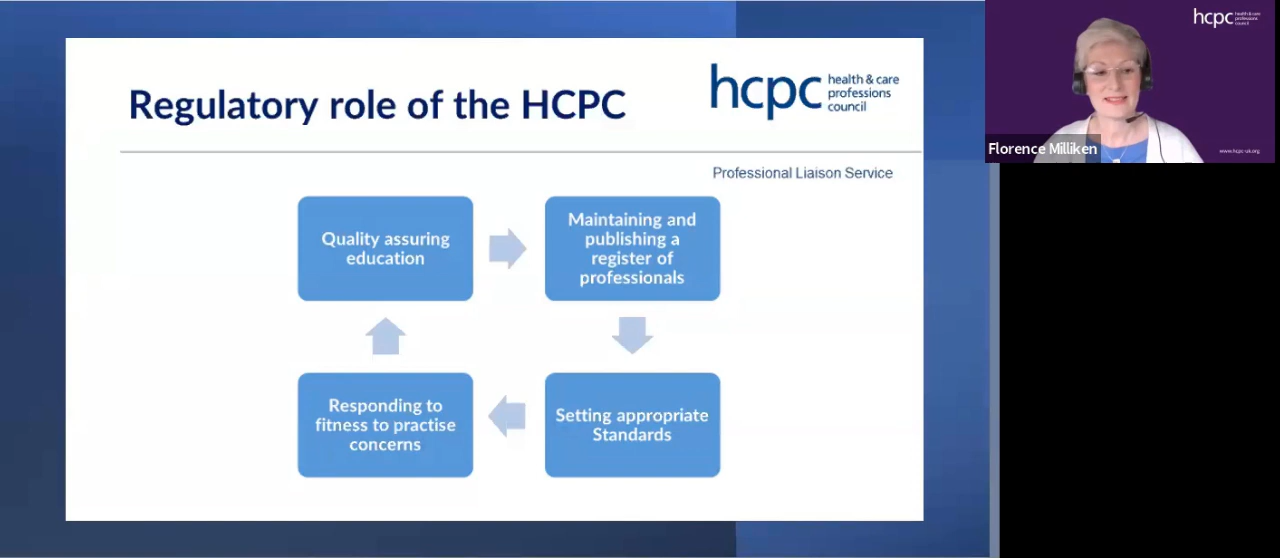 Regulatory role of the HCPC
hcpc
health & care
professions
council
Professional Liaison Service
Quality assuring
education
Maintaining and
publishing a
register of
professionals
Responding to
fitness to practise
concerns
Setting appropriate
Standards
hcpc
health & care
professions
council
Florence Milliken
www.hcpc-uk.org